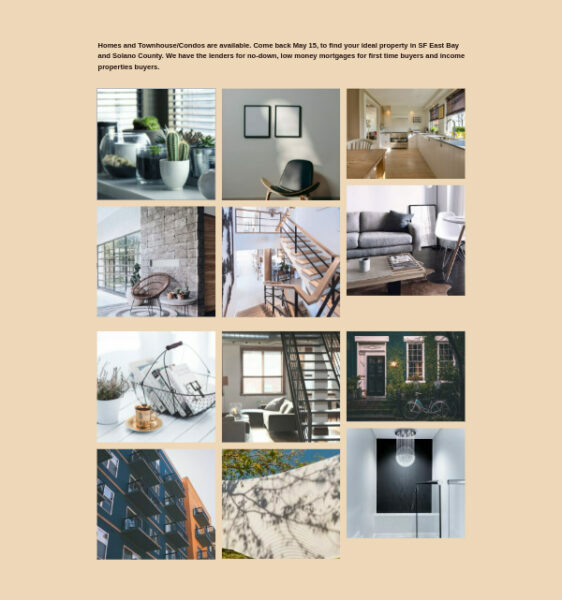 Homes and Townhouse/Condos are available. Come back May 15, to find your ideal property in SF East Bay
and Solano County. We have the lenders for no-down, low money mortgages for first time buyers and income
properties buyers.